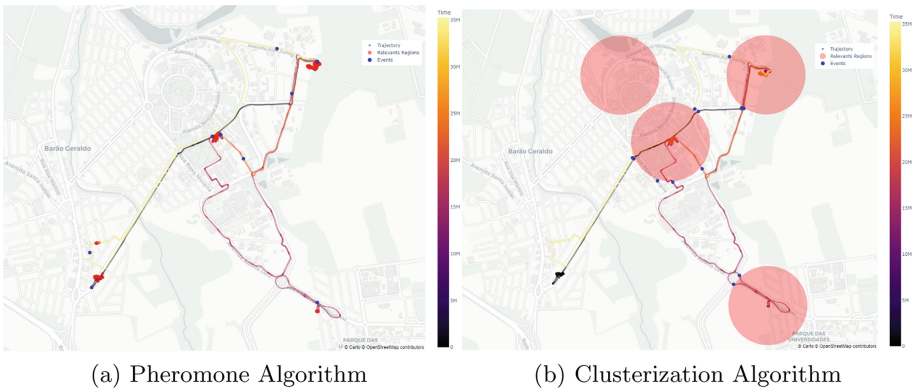 Time
35M
30M
25M
20M
15M
10M
5M
0
Trajectory
Relevants Regions
Events
Barão Geraldo
PARQUE DAS
© Carto © OpenStreetMap contributors
(a) Pheromone Algorithm
Time
35M
30M
25M
20M
15M
10M
5M
0
Trajectory
Relevants Regions
Events
Barão Geraldo
PARQUE DAS
UNIVERSIDADES
© Carto © OpenStreetMap contributors
(b) Clusterization Algorithm